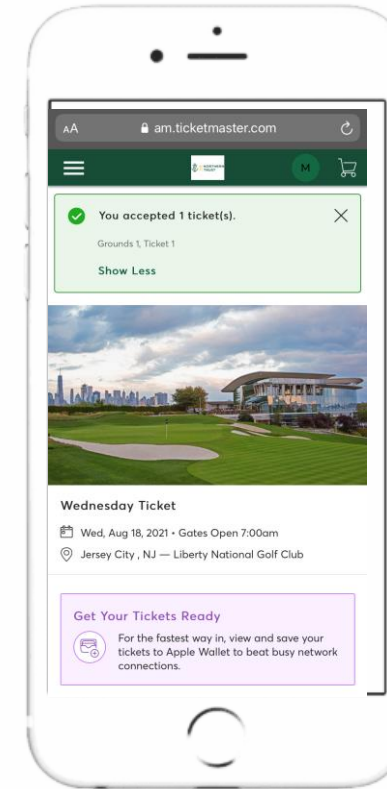 AA
am.ticketmaster.com
NORTHERN
TRUST
M
You accepted 1 ticket(s).
Grounds 1, Ticket 1
Show Less
Wednesday Ticket
Wed, Aug 18, 2021 • Gates Open 7:00am
Jersey City , NJ — Liberty National Golf Club
Get Your Tickets Ready
For the fastest way in, view and save your
tickets to Apple Wallet to beat busy network
connections.